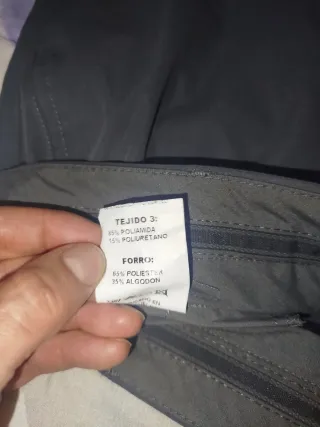 TEJIDO 3:
85% POLIAMIDA
15% POLIURETANO
FORRO:
65% POLIESTER
35% ALGODON